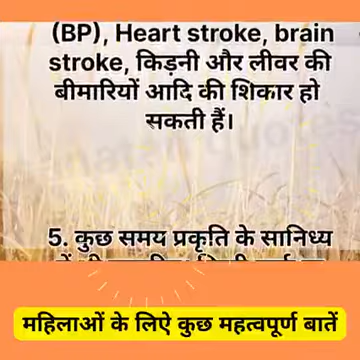 (BP), Heart stroke, brain
stroke, किडनी और लीवर की
बीमारियों आदि की शिकार हो
सकती हैं।
5. कुछ समय प्रकृति के सानिध्य
महिलाओं के लिऐ कुछ महत्वपूर्ण बातें